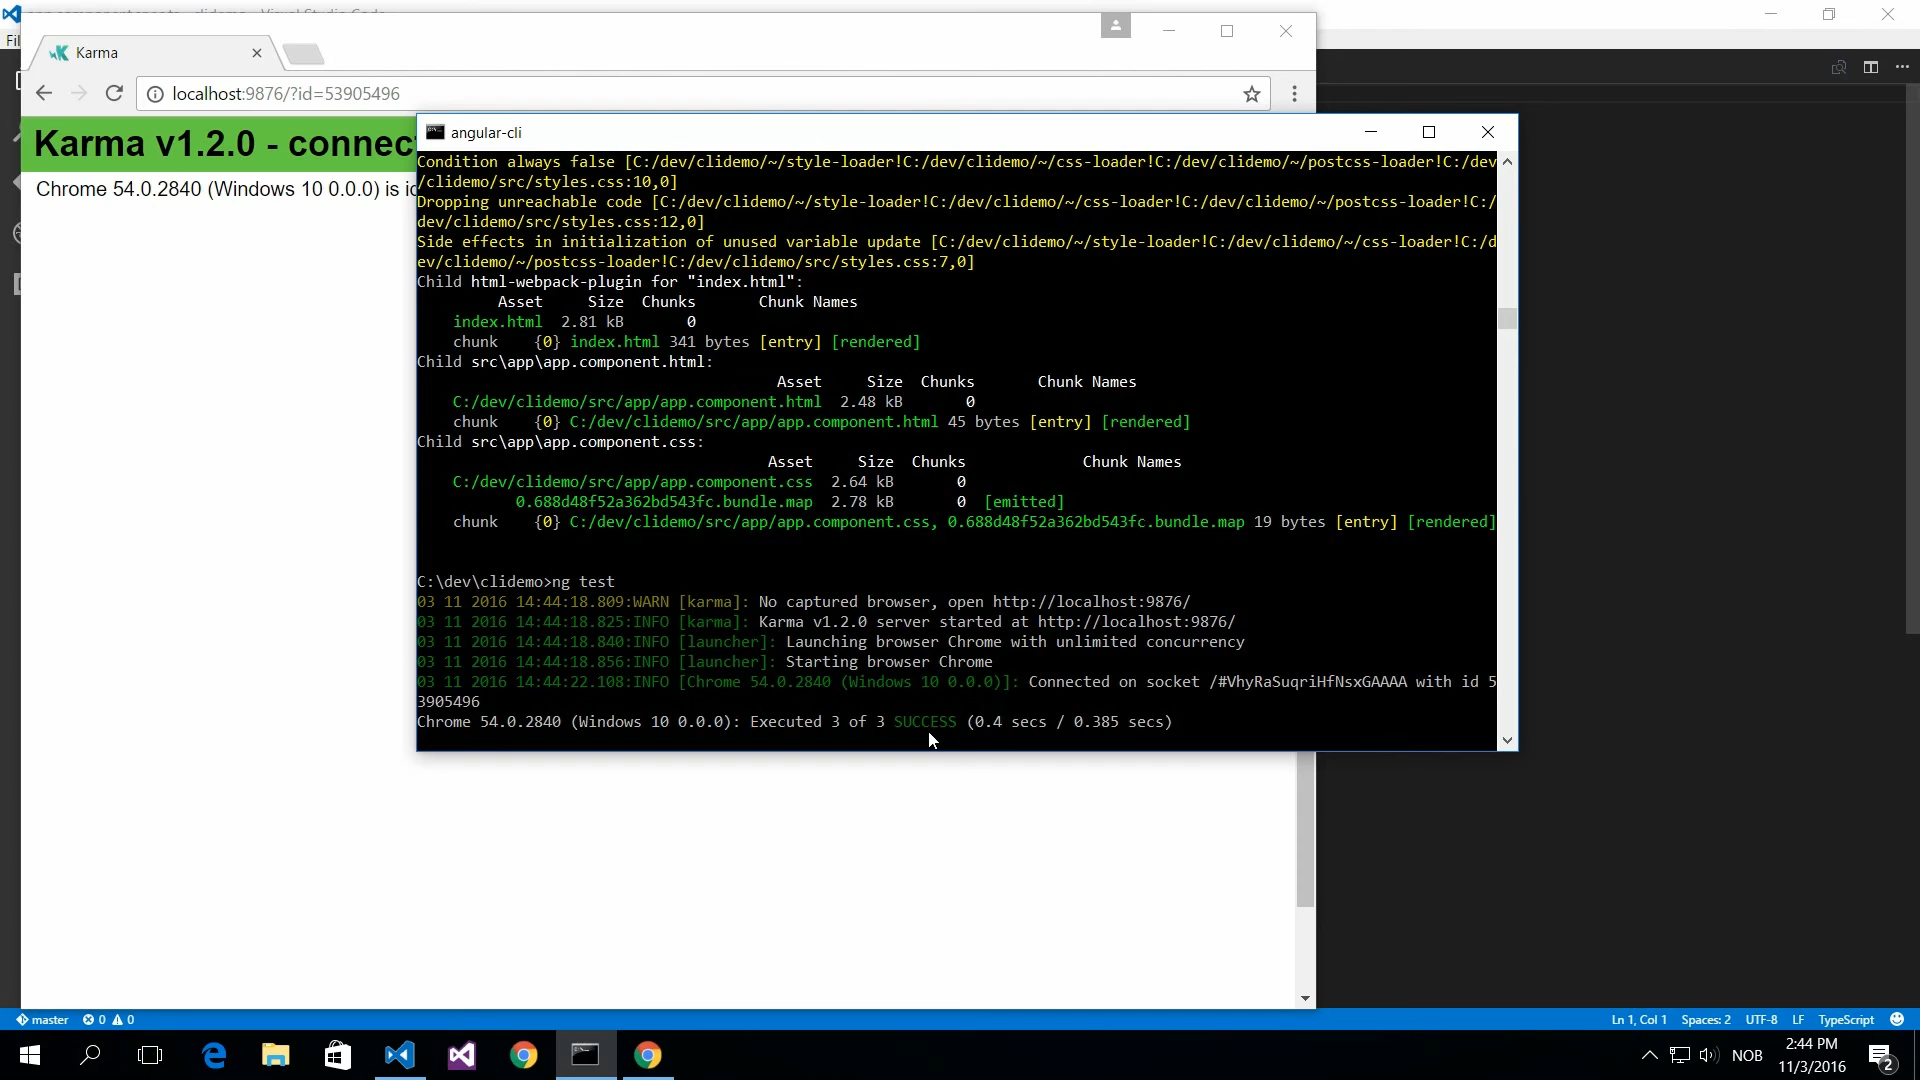 Fil
Karma
localhost:9876/?id=53905496
Karma v1.2.0 - connec
Chrome 54.0.2840 (Windows 10 0.0.0) is
angular-cli
Condition always false [C:/dev/clidemo/~/style-loader!C:/dev/clidemo/~/css-loader!C:/dev/clidemo/~/postcss-loader!C:/dev
/clidemo/src/styles.css:10,0]
Dropping unreachable code [C:/dev/clidemo/~/style-loader!C:/dev/clidemo/~/css-loader!C:/dev/clidemo/~/postcss-loader!C:/
dev/clidemo/src/styles.css:12,0]
Side effects in initialization of unused variable update [C:/dev/clidemo/~/style-loader!C:/dev/clidemo/~/css-loader!C:/d
ev/clidemo/~/postcss-loader!C:/dev/clidemo/src/styles.css:7,0]
Child html-webpack-plugin for "index.html":
Asset Size Chunks Chunk Names
index.html 2.81 kB 0
chunk {0} index.html 341 bytes [entry] [rendered]
Child src\app\app.component.html:
Asset Size Chunks Chunk Names
C:/dev/clidemo/src/app/app.component.html 2.48 kB 0
chunk {0} C:/dev/clidemo/src/app/app.component.html 45 bytes [entry] [rendered]
Child src\app\app.component.css:
Asset Size Chunks Chunk Names
C:/dev/clidemo/src/app/app.component.css 2.64 kB 0
0.688d48f52a362bd543fc.bundle.map 2.78 kB 0 [emitted]
chunk {0} C:/dev/clidemo/src/app/app.component.css, 0.688d48f52a362bd543fc.bundle.map 19 bytes [entry] [rendered]
C:\dev\clidemo>ng test
03 11 2016 14:44:18.809:WARN [karma]: No captured browser, open http://localhost:9876/
03 11 2016 14:44:18.825:INFO [karma]: Karma v1.2.0 server started at http://localhost:9876/
03 11 2016 14:44:18.840:INFO [launcher]: Launching browser Chrome with unlimited concurrency
03 11 2016 14:44:18.856:INFO [launcher]: Starting browser Chrome
03 11 2016 14:44:22.108:INFO [Chrome 54.0.2840 (Windows 10 0.0.0)]: Connected on socket /#VhyRaSuqriHfNsxGAAAA with id 5
3905496
Chrome 54.0.2840 (Windows 10 0.0.0): Executed 3 of 3 SUCCESS (0.4 secs / 0.385 secs)
master 0 0
Ln 1, Col 1 Spaces: 2 UTF-8 LF TypeScript
NOB
2:44 PM
11/3/2016
2